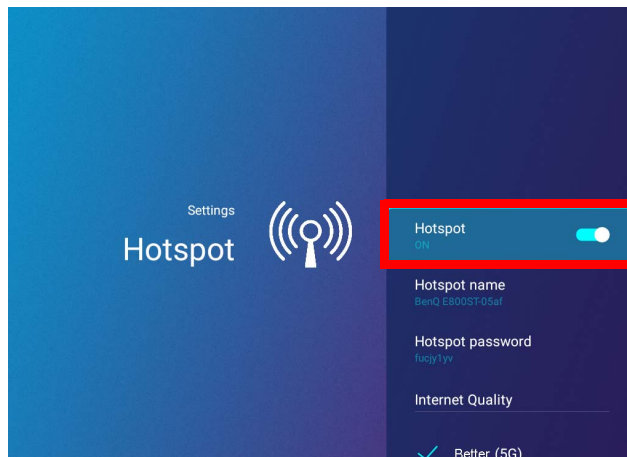 Settings
Hotspot
Hotspot
ON
Hotspot name
BenQ E800ST-05af
Hotspot password
fucjy1yv
Internet Quality
Better (5G)